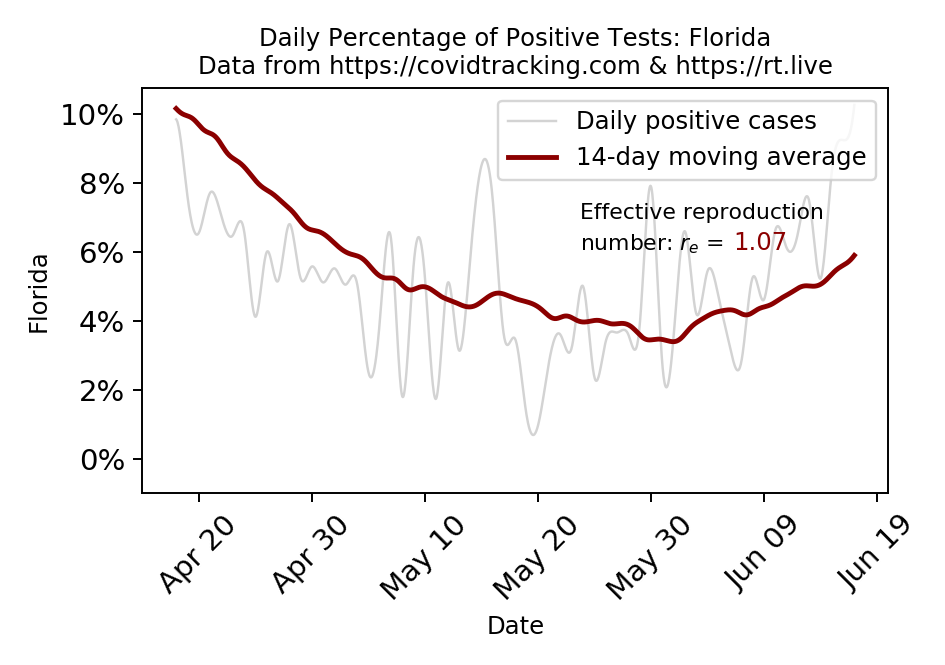 Daily Percentage of Positive Tests: Florida
Data from https://covidtracking.com & https://rt.live
10%
8%
6%
4%
2%
0%
Florida
Daily positive cases
14-day moving average
Effective reproduction
number: rₑ = 1.07
Apr 20
Apr 30
May 10
May 20
May 30
Jun 09
Jun 19
Date